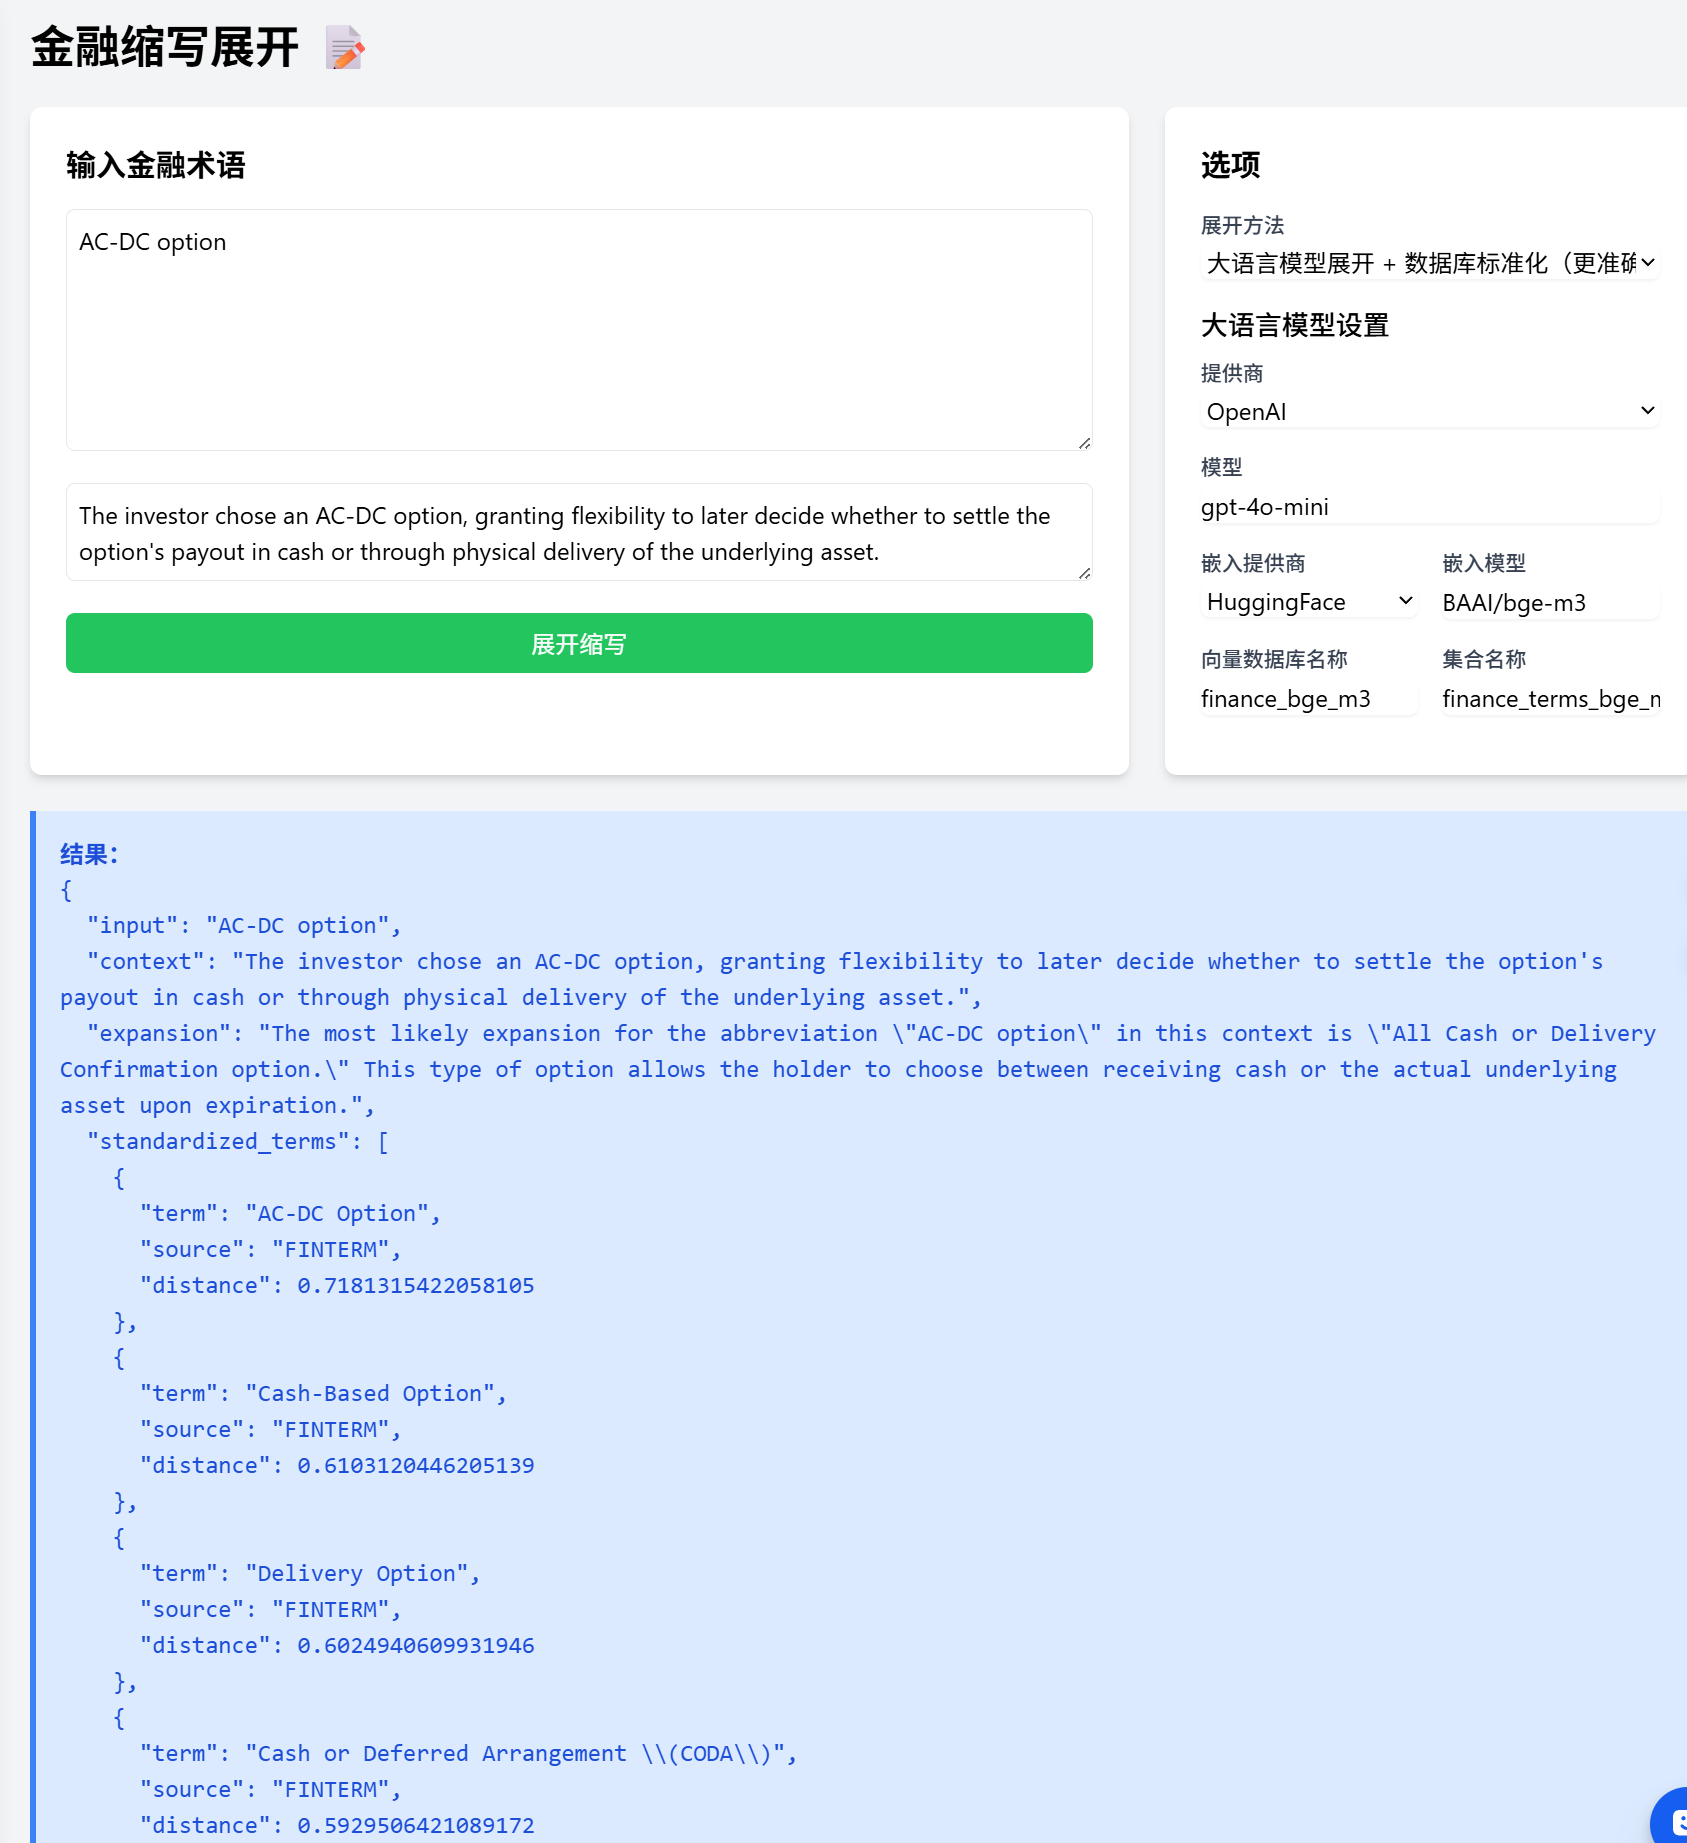 金融缩写展开
输入金融术语
AC-DC option
The investor chose an AC-DC option, granting flexibility to later decide whether to settle the
option's payout in cash or through physical delivery of the underlying asset.
展开缩写
选项
展开方法
大语言模型展开 + 数据库标准化（更准确
大语言模型设置
提供商
OpenAI
模型
gpt-4o-mini
嵌入提供商
嵌入模型
HuggingFace
BAAI/bge-m3
向量数据库名称
集合名称
finance_bge_m3
finance_terms_bge_m
结果：
{
  "input": "AC-DC option",
  "context": "The investor chose an AC-DC option, granting flexibility to later decide whether to settle the option's
payout in cash or through physical delivery of the underlying asset.",
  "expansion": "The most likely expansion for the abbreviation \"AC-DC option\" in this context is \"All Cash or Delivery
Confirmation option.\" This type of option allows the holder to choose between receiving cash or the actual underlying
asset upon expiration.",
  "standardized_terms": [
    {
      "term": "AC-DC Option",
      "source": "FINTERM",
      "distance": 0.7181315422058105
    },
    {
      "term": "Cash-Based Option",
      "source": "FINTERM",
      "distance": 0.6103120446205139
    },
    {
      "term": "Delivery Option",
      "source": "FINTERM",
      "distance": 0.6024940609931946
    },
    {
      "term": "Cash or Deferred Arrangement \\(CODA\\)",
      "source": "FINTERM",
      "distance": 0.5929506421089172